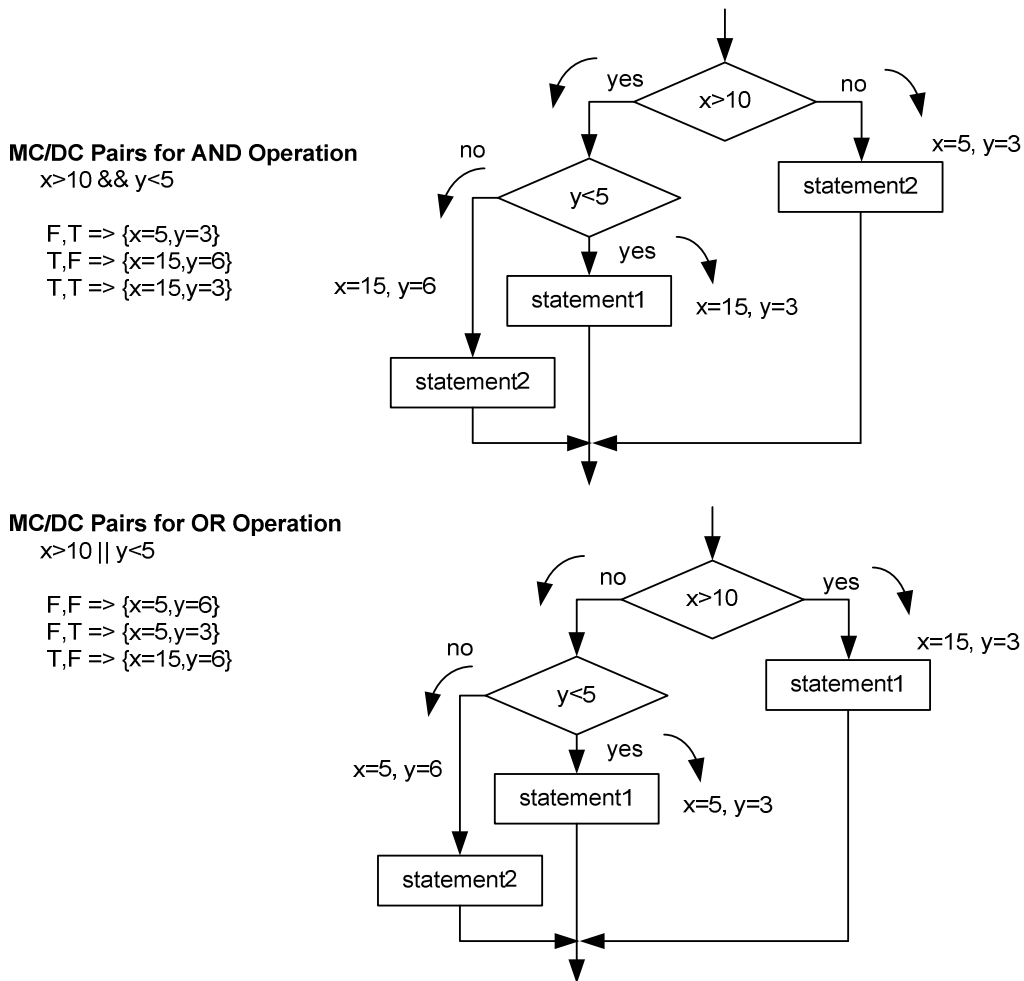 MC/DC Pairs for AND Operation
x>10 && y<5
F,T => {x=5,y=3}
T,F => {x=15,y=6}
T,T => {x=15,y=3}
yes
x>10
no
x=5, y=3
statement2
no
y<5
yes
x=15, y=6
statement1
x=15, y=3
statement2
MC/DC Pairs for OR Operation
x>10 || y<5
F,F => {x=5,y=6}
F,T => {x=5,y=3}
T,F => {x=15,y=6}
no
x>10
yes
x=15, y=3
statement1
no
y<5
yes
x=5, y=6
statement1
x=5, y=3
statement2